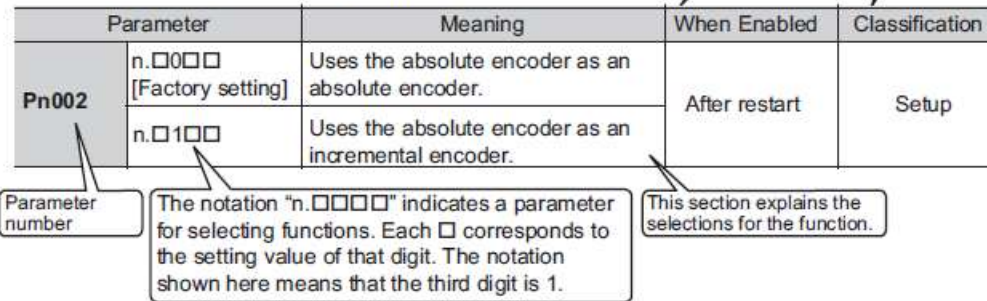 Parameter Meaning When Enabled Classification
Pn002
n.□0□□
[Factory setting]
Uses the absolute encoder as an
absolute encoder.
n.□1□□
Uses the absolute encoder as an
incremental encoder.
After restart
Setup
Parameter
number
The notation “n.□□□□” indicates a parameter
for selecting functions. Each □ corresponds to
the setting value of that digit. The notation
shown here means that the third digit is 1.
This section explains the
selections for the function.